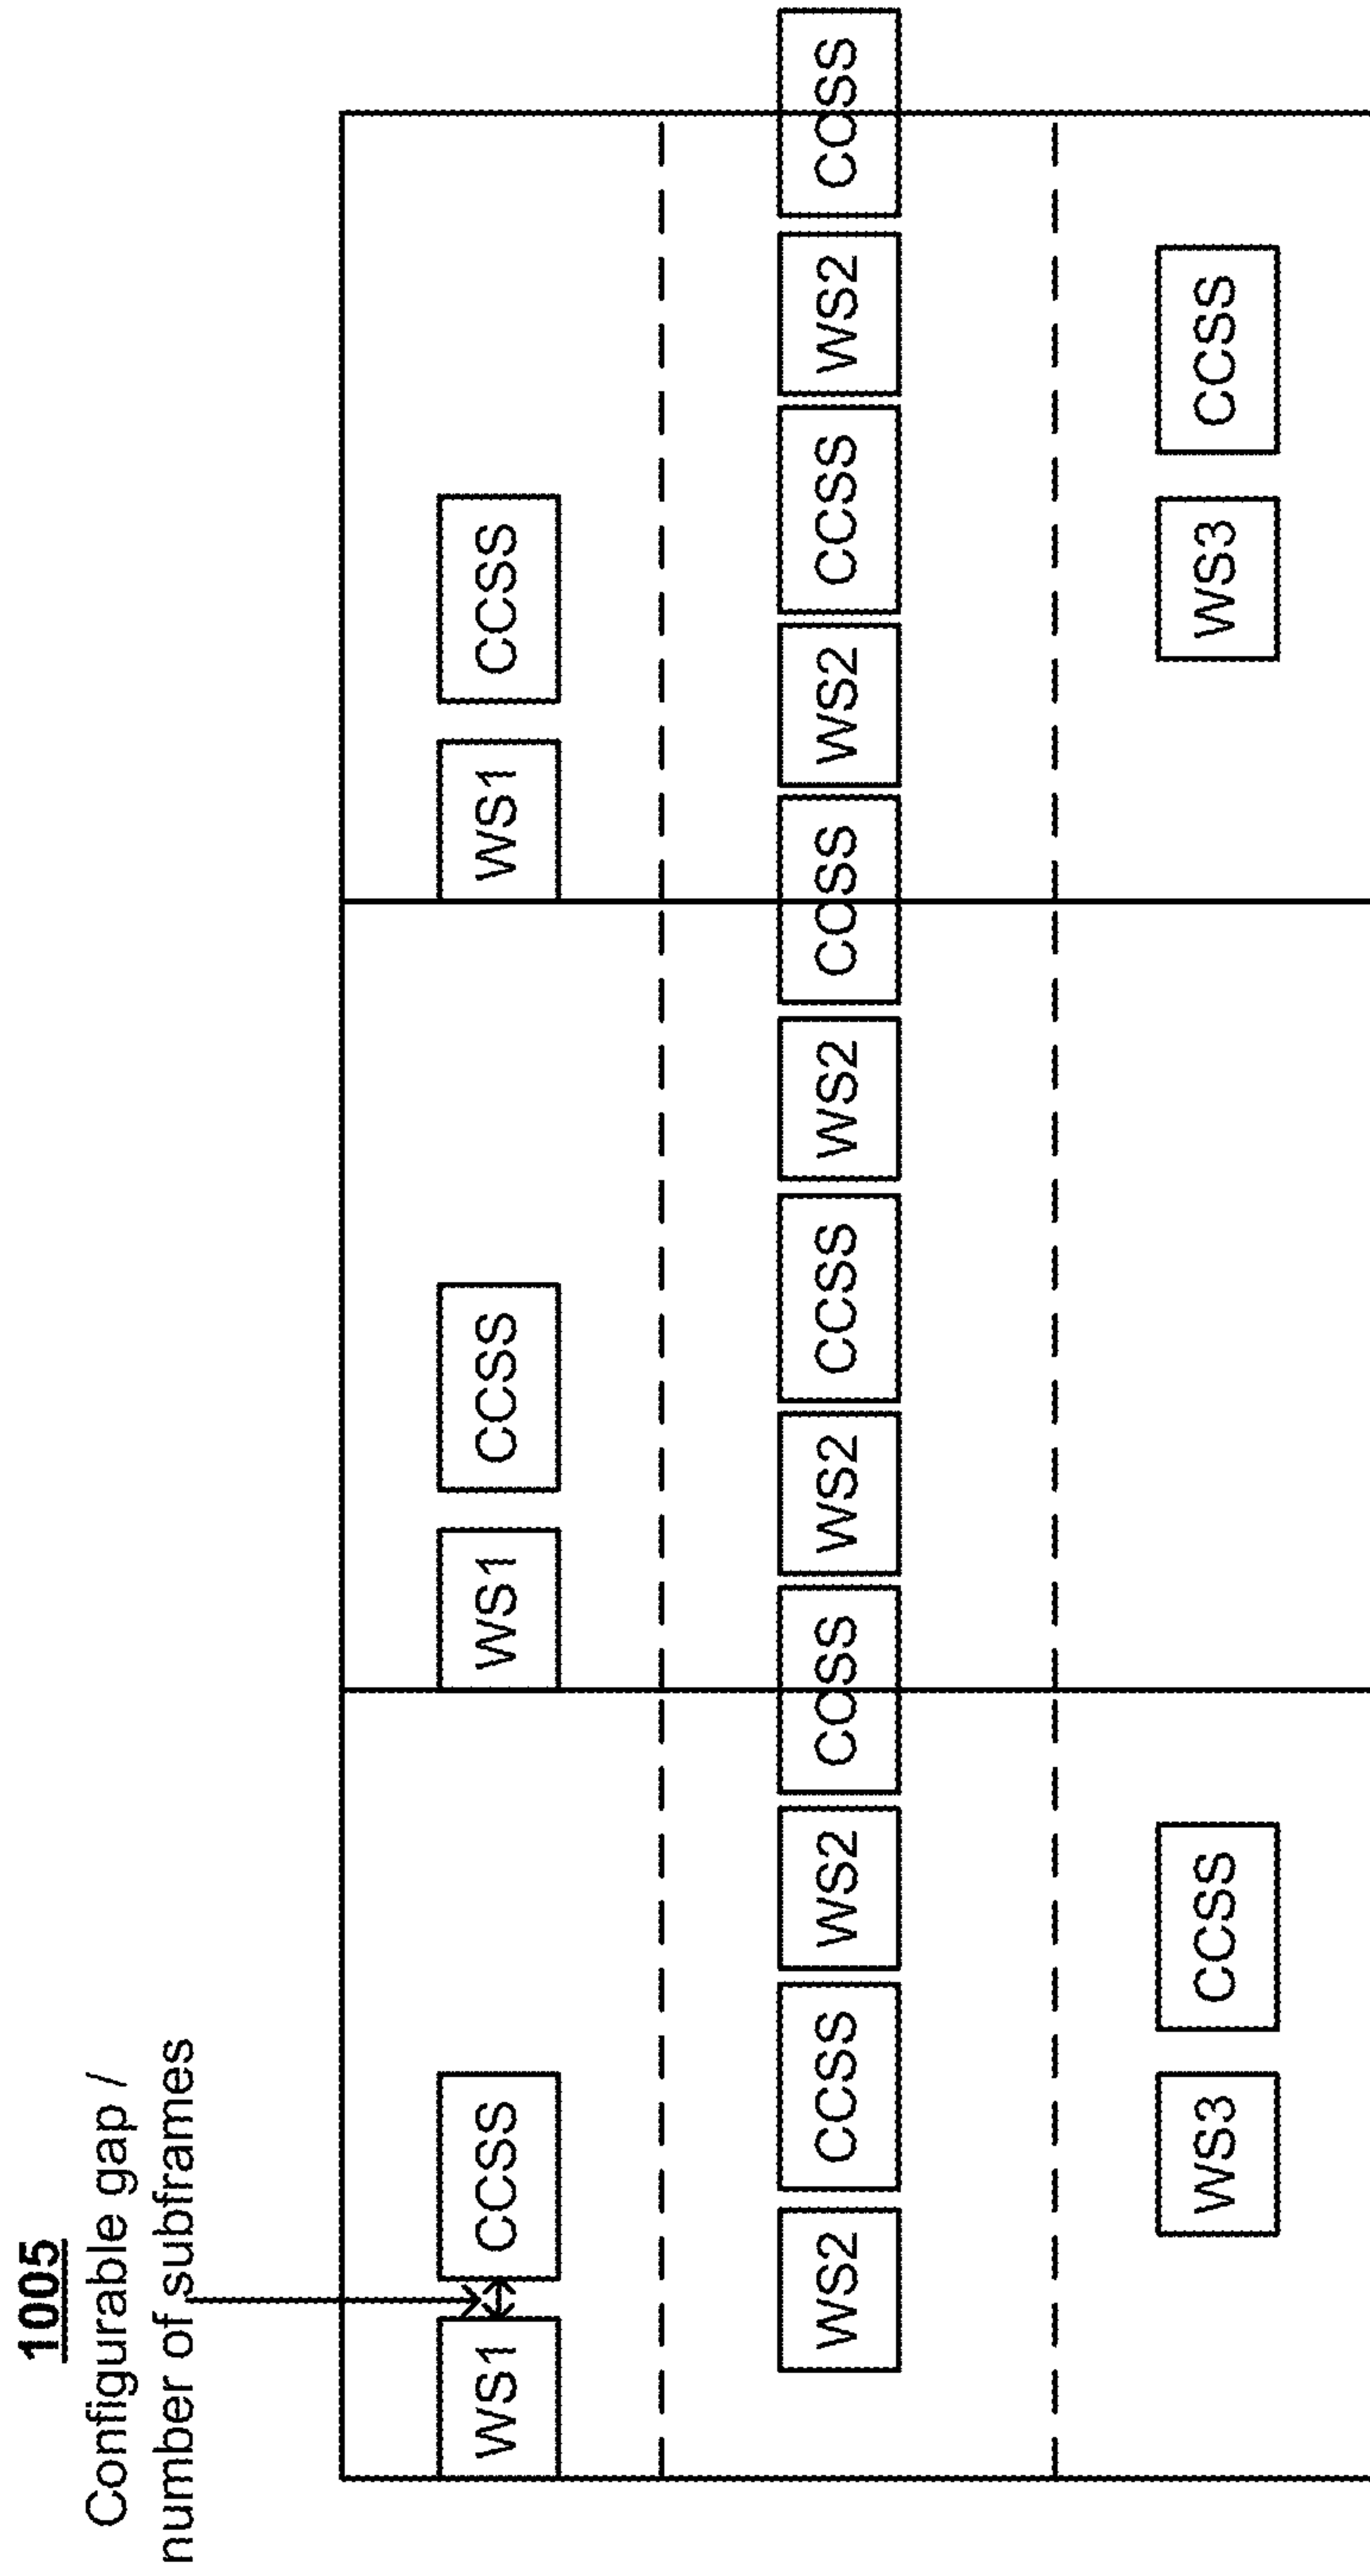 1005
Configurable gap /
number of subframes
WS1 CCSS WS1 CCSS WS1 CCSS
WS2 CCSS WS2 CCSS WS2 CCSS WS2 CCSS WS2 CCSS WS2 CCSS
WS3 CCSS WS3 CCSS